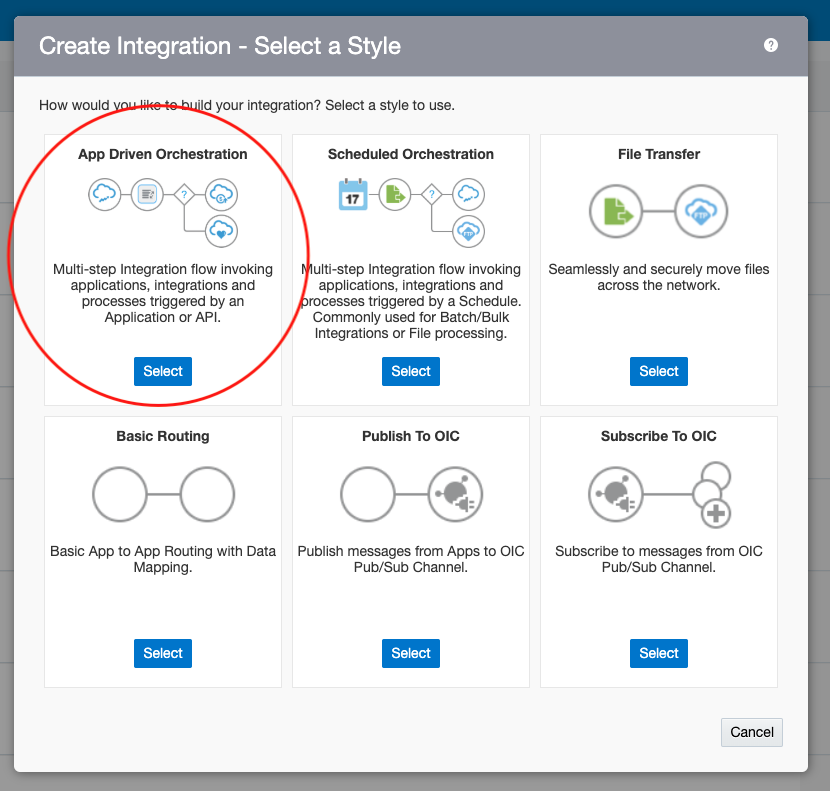 Create Integration - Select a Style
?
How would you like to build your integration? Select a style to use.
App Driven Orchestration
?
Multi-step Integration flow invoking
applications, integrations and
processes triggered by an
Application or API.
Select
Scheduled Orchestration
17
?
FTP
Multi-step Integration flow invoking
applications, integrations and
processes triggered by a Schedule.
Commonly used for Batch/Bulk
Integrations or File processing.
Select
File Transfer
FTP
Seamlessly and securely move files
across the network.
Select
Basic Routing
Basic App to App Routing with Data
Mapping.
Select
Publish To OIC
Publish messages from Apps to OIC
Pub/Sub Channel.
Select
Subscribe To OIC
Subscribe to messages from OIC
Pub/Sub Channel.
Select
Cancel